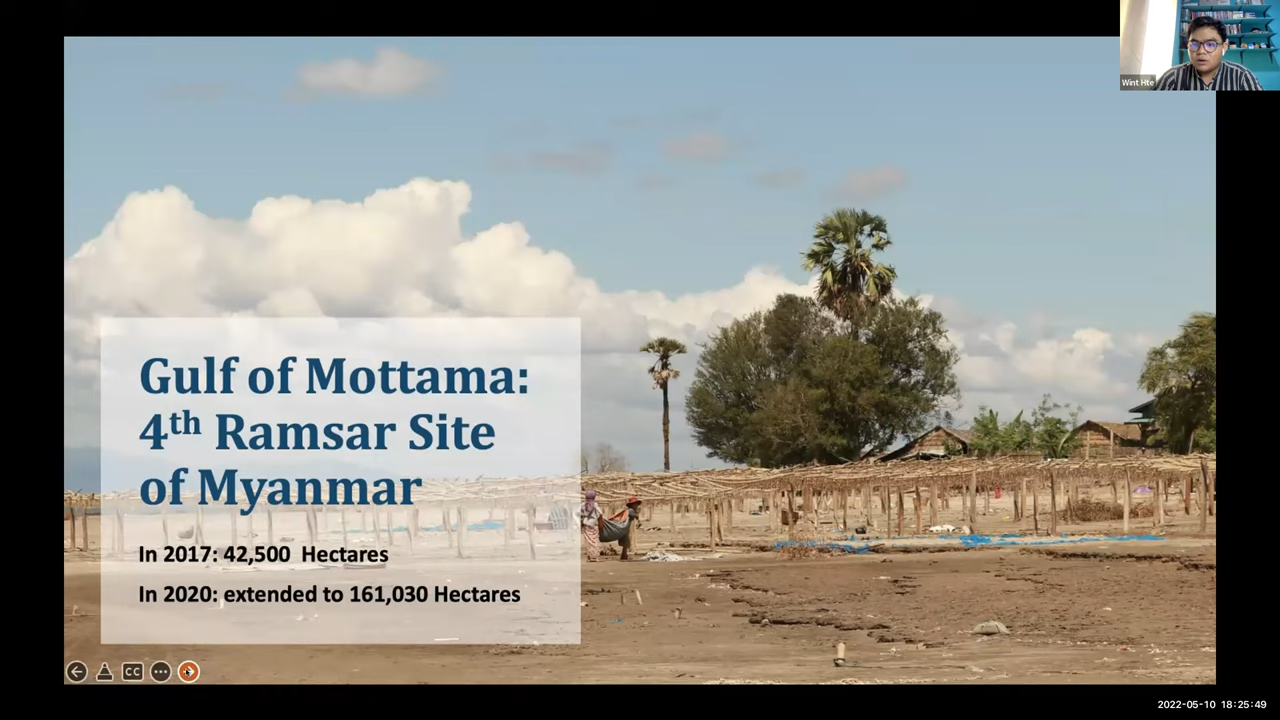 Wint Hte
Gulf of Mottama:
4th Ramsar Site
of Myanmar
In 2017: 42,500 Hectares
In 2020: extended to 161,030 Hectares
CC
2022-05-10 18:25:49